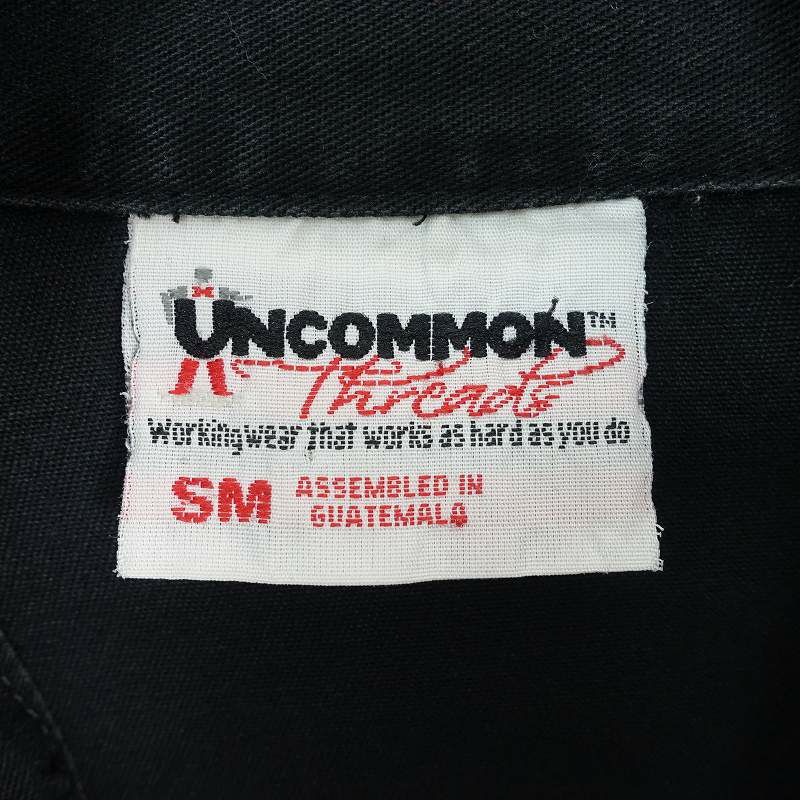 UNCOMMON™
Threads
Workingwear that works as hard as you do
SM ASSEMBLED IN
GUATEMALA